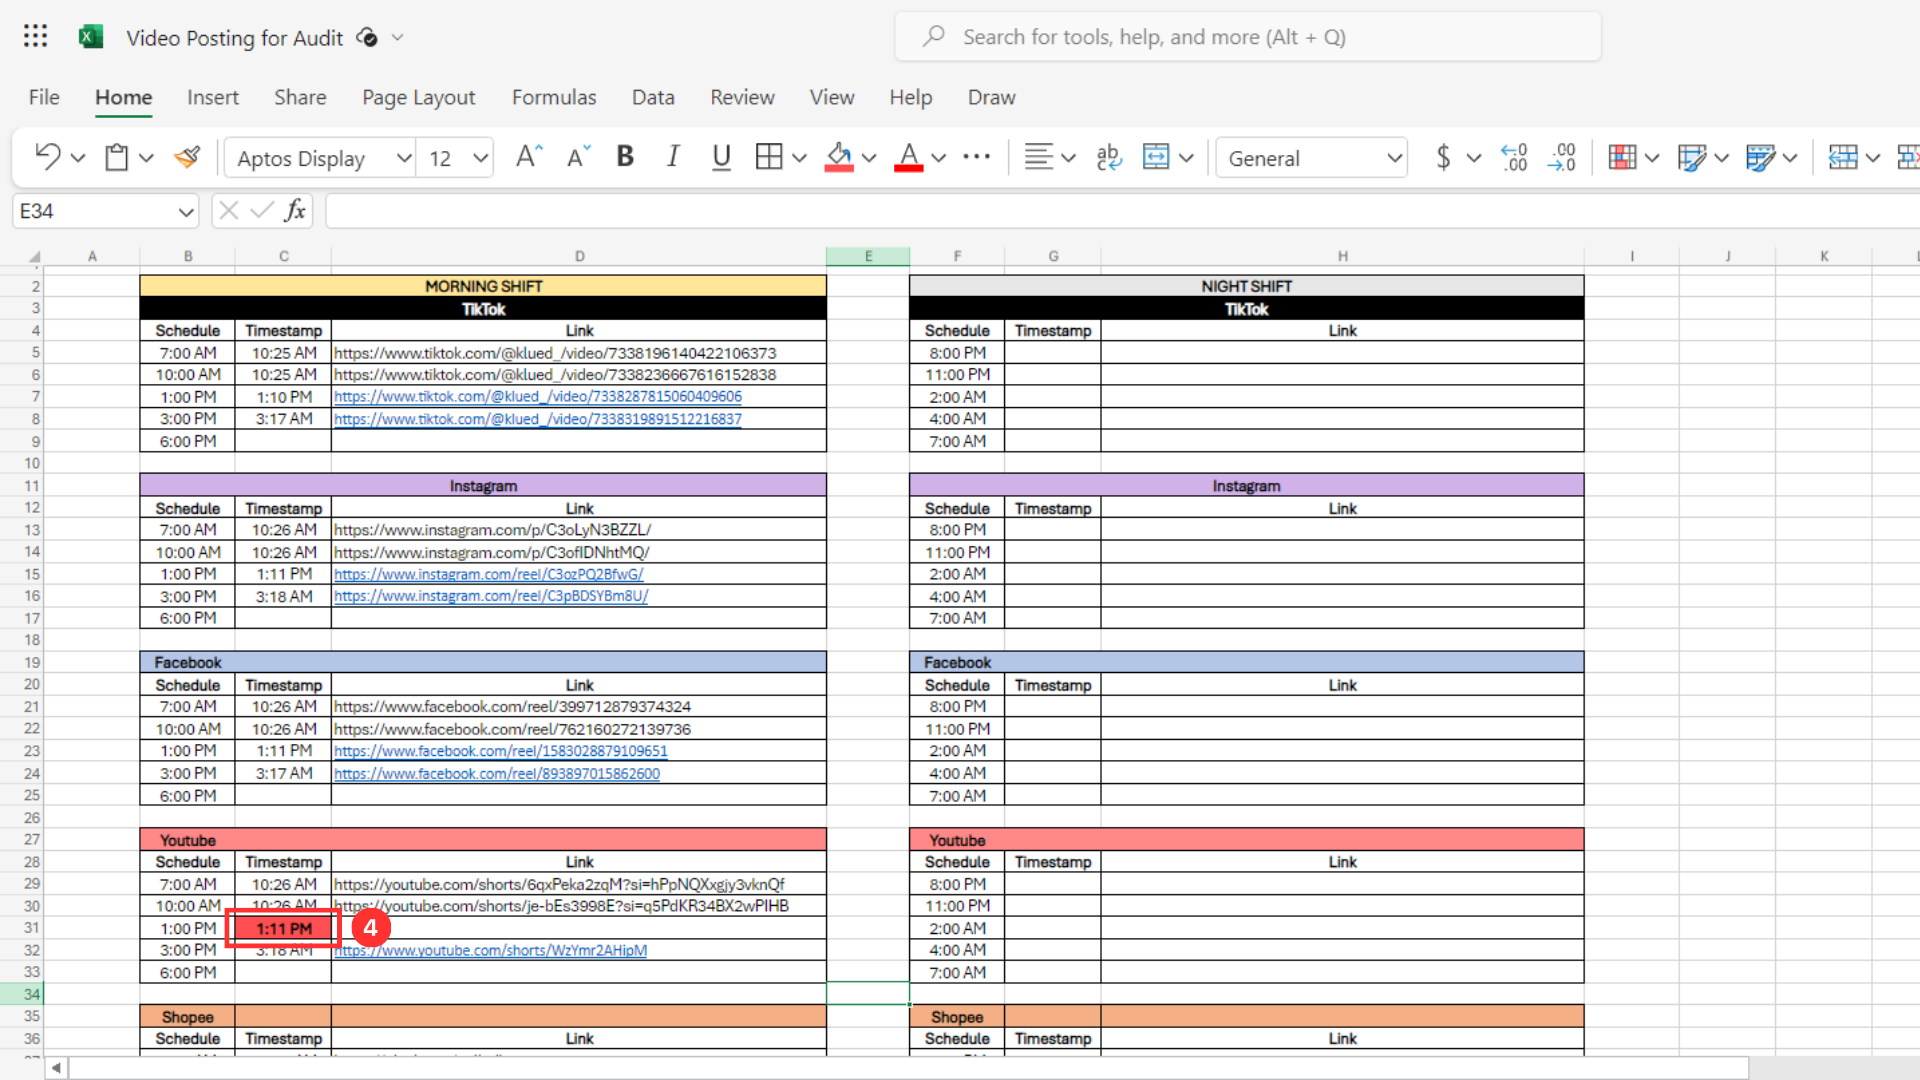 Video Posting for Audit
Search for tools, help, and more (Alt + Q)
File Home Insert Share Page Layout Formulas Data Review View Help Draw
Aptos Display 12 B I U A ab General $ .00 .00
E34 fx
A B C D E F G H I J K
2 MORNING SHIFT NIGHT SHIFT
3 TikTok TikTok
4 Schedule Timestamp Link Schedule Timestamp Link
5 7:00 AM 10:25 AM https://www.tiktok.com/@klued_/video/7338196140422106373 8:00 PM
6 10:00 AM 10:25 AM https://www.tiktok.com/@klued_/video/7338236667616152838 11:00 PM
7 1:00 PM 1:10 PM https://www.tiktok.com/@klued_/video/7338287815060409606 2:00 AM
8 3:00 PM 3:17 AM https://www.tiktok.com/@klued_/video/7338319891512216837 4:00 AM
9 6:00 PM 7:00 AM
10
11 Instagram Instagram
12 Schedule Timestamp Link Schedule Timestamp Link
13 7:00 AM 10:26 AM https://www.instagram.com/p/C3oLyN3BZZL/ 8:00 PM
14 10:00 AM 10:26 AM https://www.instagram.com/p/C3oflDNhtMQ/ 11:00 PM
15 1:00 PM 1:11 PM https://www.instagram.com/reel/C3ozPQ2BfwG/ 2:00 AM
16 3:00 PM 3:18 AM https://www.instagram.com/reel/C3pBDSYBm8U/ 4:00 AM
17 6:00 PM 7:00 AM
18
19 Facebook Facebook
20 Schedule Timestamp Link Schedule Timestamp Link
21 7:00 AM 10:26 AM https://www.facebook.com/reel/399712879374324 8:00 PM
22 10:00 AM 10:26 AM https://www.facebook.com/reel/762160272139736 11:00 PM
23 1:00 PM 1:11 PM https://www.facebook.com/reel/1583028879109651 2:00 AM
24 3:00 PM 3:17 AM https://www.facebook.com/reel/893897015862600 4:00 AM
25 6:00 PM 7:00 AM
26
27 Youtube Youtube
28 Schedule Timestamp Link Schedule Timestamp Link
29 7:00 AM 10:26 AM https://youtube.com/shorts/6qxPeka2zqM?si=hPpNQXxgjy3vknQf 8:00 PM
30 10:00 AM 10:26 AM https://youtube.com/shorts/je-bEs3998E?si=q5PdKR34BX2wPIHB 11:00 PM
31 1:00 PM 1:11 PM 4 2:00 AM
32 3:00 PM 3:18 AM https://www.youtube.com/shorts/WzYmr2AHipM 4:00 AM
33 6:00 PM 7:00 AM
34
35 Shopee Shopee
36 Schedule Timestamp Link Schedule Timestamp Link